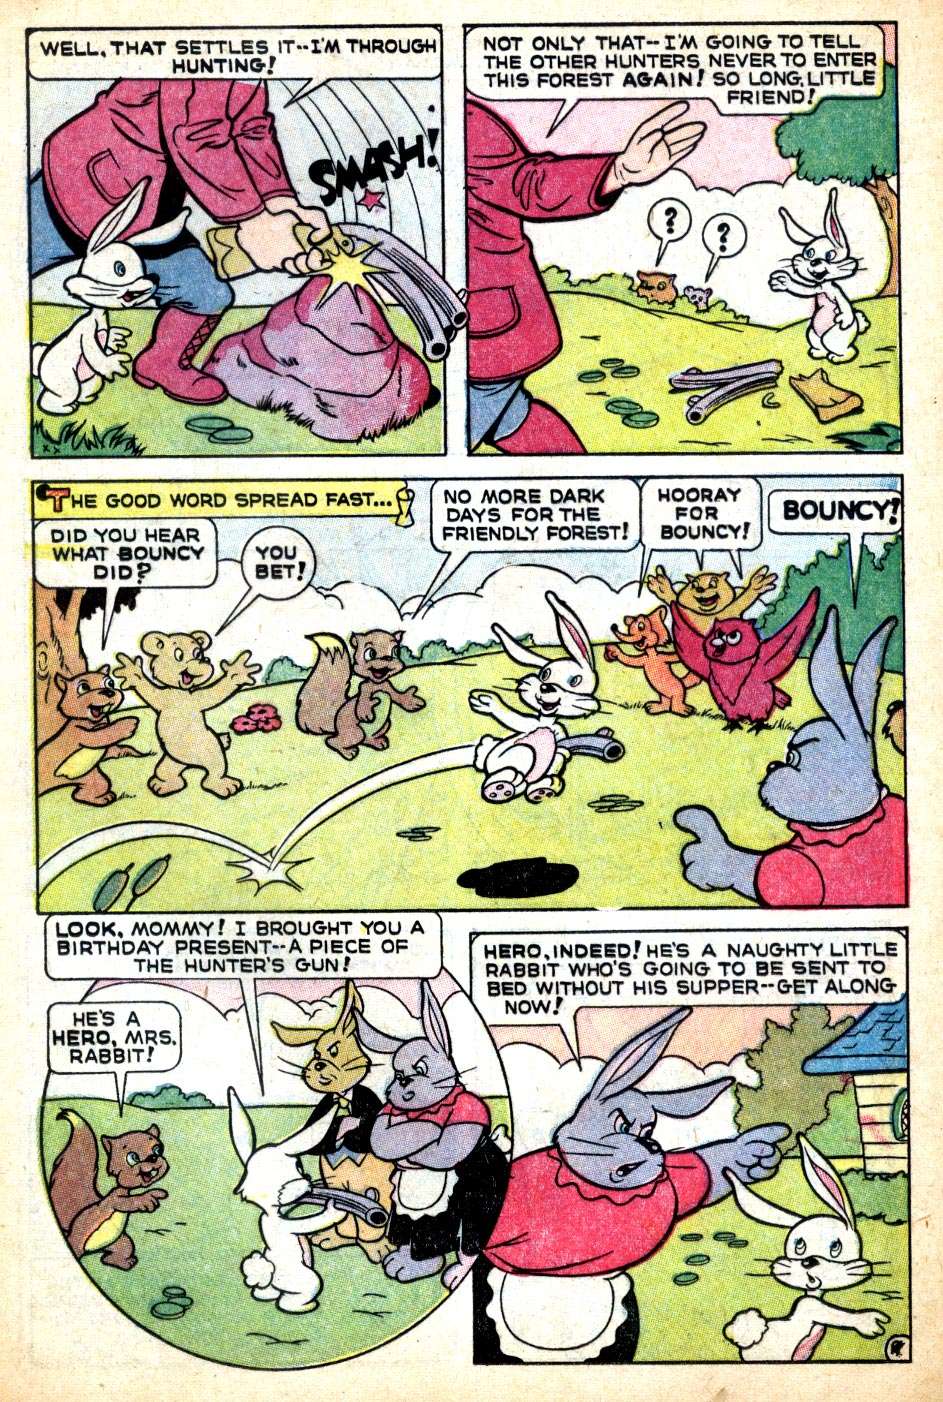 WELL, THAT SETTLES IT--I'M THROUGH
HUNTING!
SMASH!
NOT ONLY THAT--I'M GOING TO TELL
THE OTHER HUNTERS NEVER TO ENTER
THIS FOREST AGAIN! SO LONG, LITTLE
FRIEND!
?
?
THE GOOD WORD SPREAD FAST...
DID YOU HEAR
WHAT BOUNCY
DID?
YOU
BET!
NO MORE DARK
DAYS FOR THE
FRIENDLY FOREST!
HOORAY
FOR
BOUNCY!
BOUNCY!
LOOK, MOMMY! I BROUGHT YOU A
BIRTHDAY PRESENT--A PIECE OF
THE HUNTER'S GUN!
HE'S A
HERO, MRS.
RABBIT!
HERO, INDEED! HE'S A NAUGHTY LITTLE
RABBIT WHO'S GOING TO BE SENT TO
BED WITHOUT HIS SUPPER--GET ALONG
NOW!